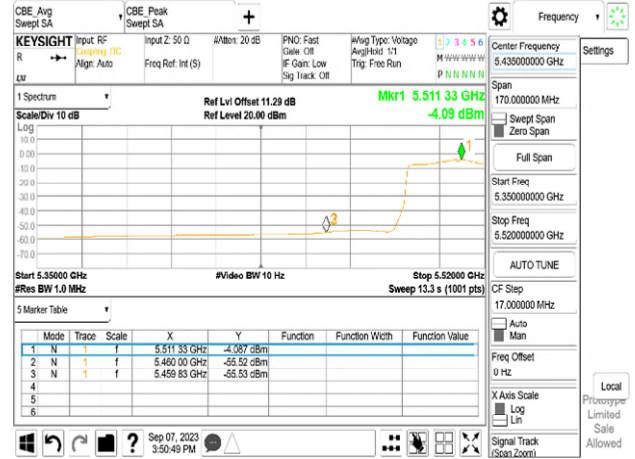 CBE_Avg
Swept SA
CBE_Peak
Swept SA
+
Frequency
KEYSIGHT
R
LXI
Input: RF
Coupling: DC
Align: Auto
Input Z: 50 Ω
Freq Ref: Int (S)
#Atten: 20 dB
PNO: Fast
Gate: Off
IF Gain: Low
Sig Track: Off
#Avg Type: Voltage
Avg|Hold: 1/1
Trig: Free Run
1 2 3 4 5 6
M W W W W W
P N N N N N
1 Spectrum
Scale/Div 10 dB
Ref Lvl Offset 11.29 dB
Ref Level 20.00 dBm
Mkr1 5.511 33 GHz
-4.09 dBm
Log
10.0
0.00
-10.0
-20.0
-30.0
-40.0
-50.0
-60.0
-70.0
1
3
Start 5.35000 GHz
#Res BW 1.0 MHz
#Video BW 10 Hz
Stop 5.52000 GHz
Sweep 13.3 s (1001 pts)
5 Marker Table
Mode Trace Scale X Y Function Function Width Function Value
1 N 1 f 5.511 33 GHz -4.087 dBm
2 N 1 f 5.460 00 GHz -55.52 dBm
3 N 1 f 5.459 83 GHz -55.53 dBm
4
5
6
?
Sep 07, 2023
3:50:49 PM
Center Frequency
5.435000000 GHz
Settings
Span
170.000000 MHz
Swept Span
Zero Span
Full Span
Start Freq
5.350000000 GHz
Stop Freq
5.520000000 GHz
AUTO TUNE
CF Step
17.000000 MHz
Auto
Man
Freq Offset
0 Hz
X Axis Scale
Log
Lin
Signal Track
(Span Zoom)
Local
Prototype
Limited
Sale
Allowed